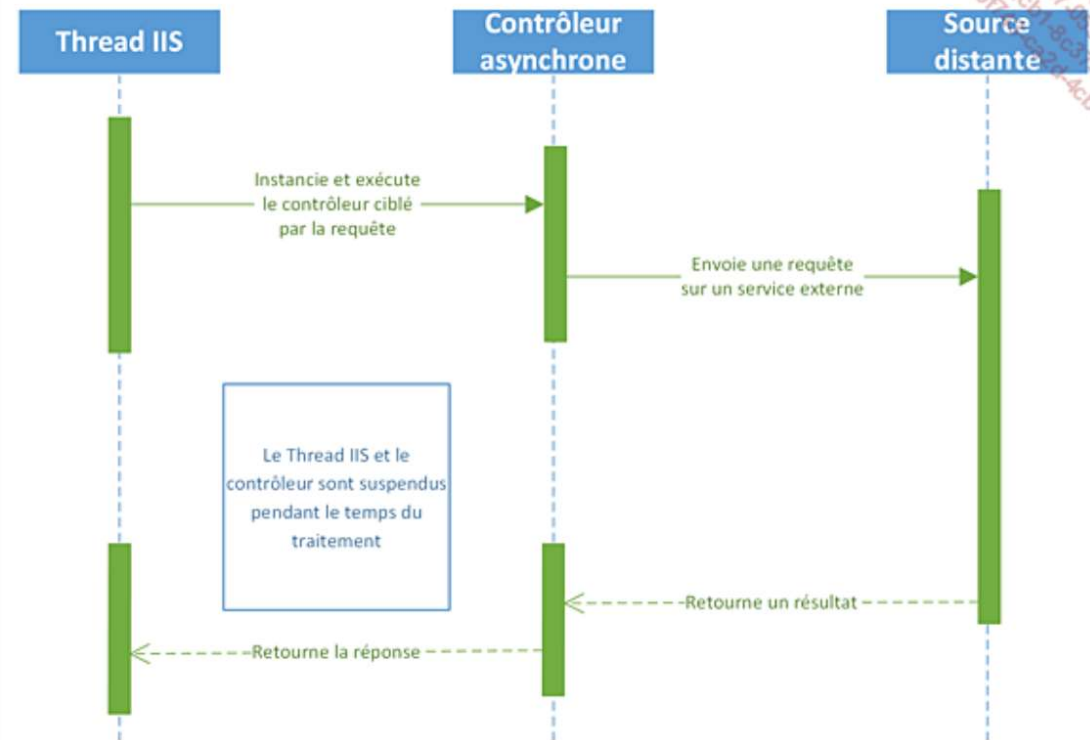 Thread IIS
Contrôleur
asynchrone
Source
distante
Instancie et exécute
le contrôleur ciblé
par la requête
Envoie une requête
sur un service externe
Le Thread IIS et le
contrôleur sont suspendus
pendant le temps du
traitement
Retourne un résultat
Retourne la réponse